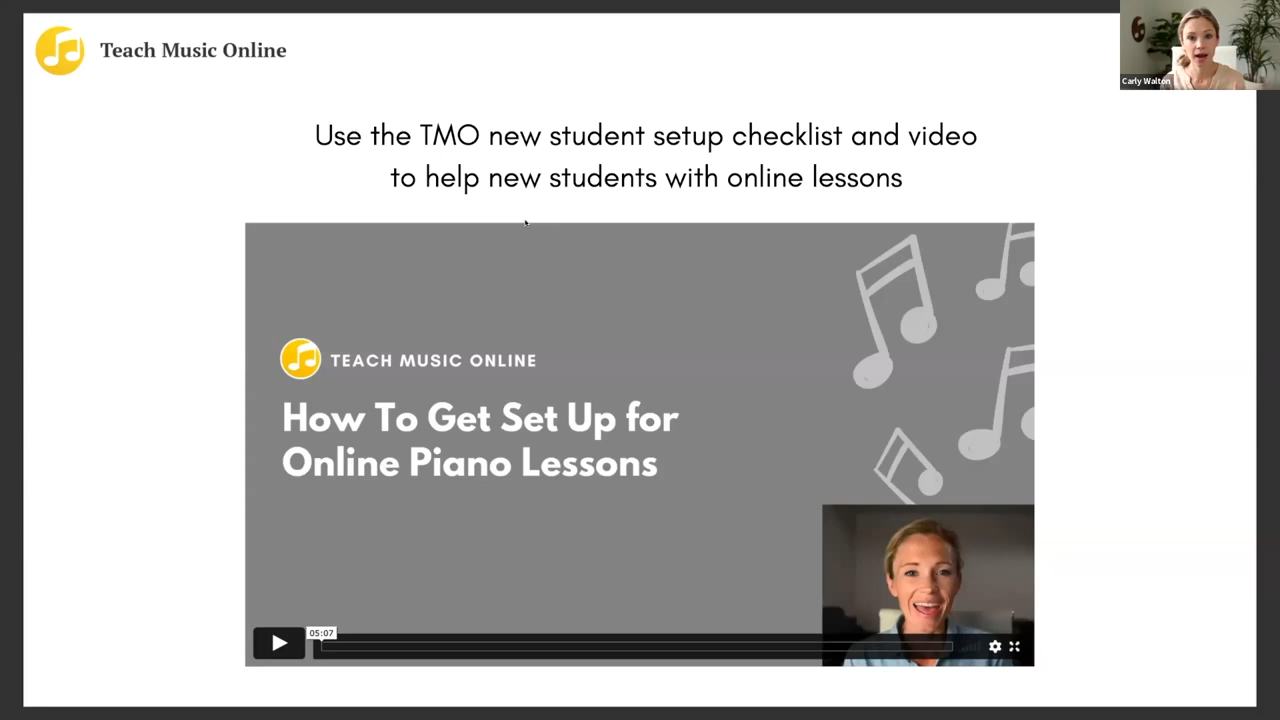 Teach Music Online
Carly Walton
Use the TMO new student setup checklist and video
to help new students with online lessons
TEACH MUSIC ONLINE
How To Get Set Up for
Online Piano Lessons
05:07